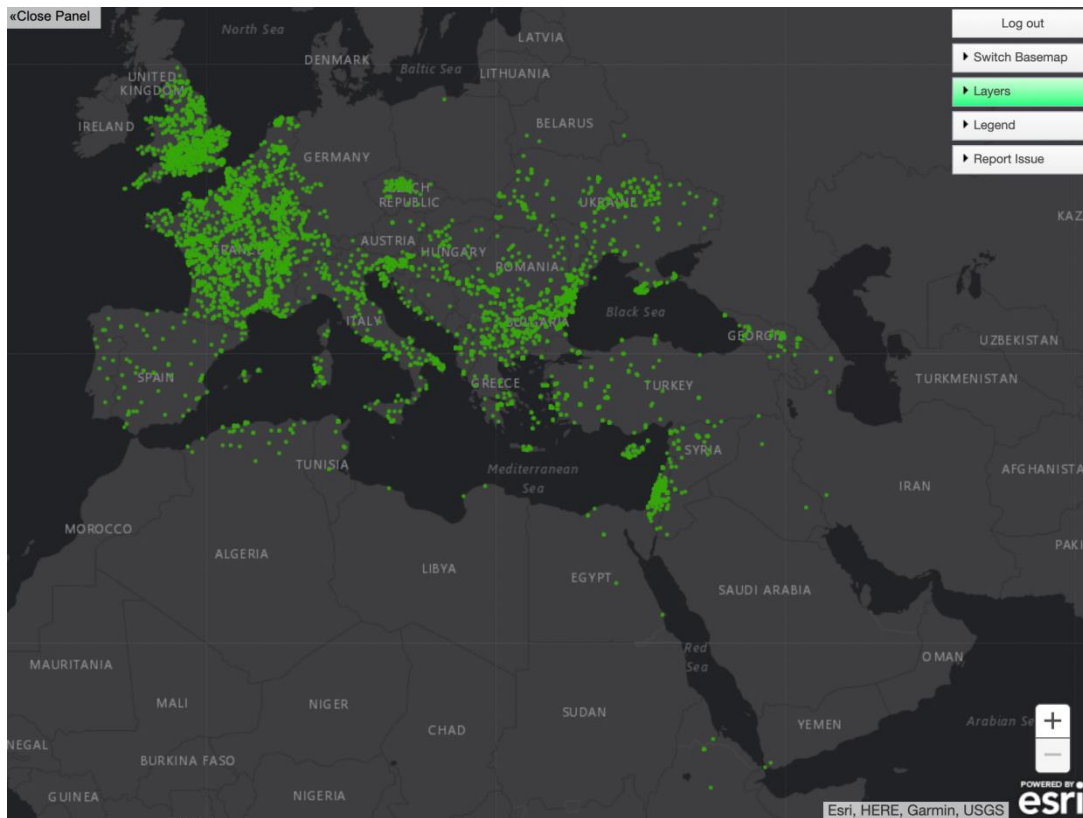 «Close Panel
Log out
Switch Basemap
Layers
Legend
Report Issue
North Sea
LATVIA
DENMARK
Baltic Sea
LITHUANIA
UNITED
KINGDOM
IRELAND
BELARUS
GERMANY
REPUBLIC
UKRAINE
KAZ
AUSTRIA
HUNGARY
FRANCE
ROMANIA
ITALY
BULGARIA
Black Sea
GEORGIA
UZBEKISTAN
SPAIN
GREECE
TURKEY
TURKMENISTAN
TUNISIA
Mediterranean
Sea
SYRIA
IRAN
AFGHANISTA
MOROCCO
PAKI
ALGERIA
LIBYA
EGYPT
SAUDI ARABIA
Red
Sea
OMAN
MAURITANIA
MALI
NIGER
SUDAN
CHAD
YEMEN
Arabian Se
NEGAL
BURKINA FASO
GUINEA
NIGERIA
POWERED BY
esri
Esri, HERE, Garmin, USGS